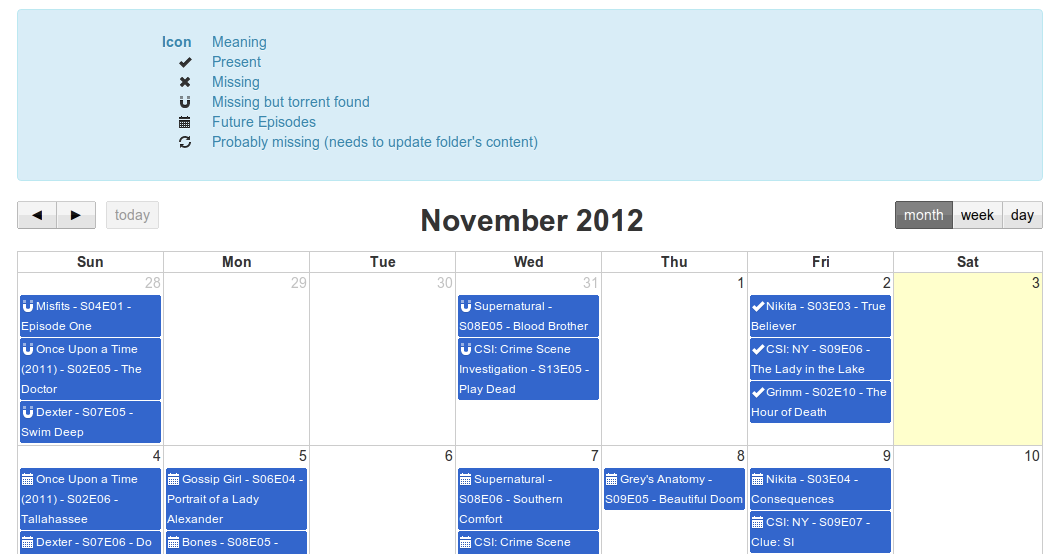 Icon Meaning
Present
Missing
Missing but torrent found
Future Episodes
Probably missing (needs to update folder's content)
today
November 2012
month week day
Sun Mon Tue Wed Thu Fri Sat
28 29 30 31 1 2 3
Misfits - S04E01 -
Episode One
Once Upon a Time
(2011) - S02E05 - The
Doctor
Dexter - S07E05 -
Swim Deep
Supernatural -
S08E05 - Blood Brother
CSI: Crime Scene
Investigation - S13E05 -
Play Dead
Nikita - S03E03 - True
Believer
CSI: NY - S09E06 -
The Lady in the Lake
Grimm - S02E10 - The
Hour of Death
4 5 6 7 8 9 10
Once Upon a Time
(2011) - S02E06 -
Tallahassee
Dexter - S07E06 - Do
Gossip Girl - S06E04 -
Portrait of a Lady
Alexander
Bones - S08E05 -
Supernatural -
S08E06 - Southern
Comfort
CSI: Crime Scene
Grey's Anatomy -
S09E05 - Beautiful Doom
Nikita - S03E04 -
Consequences
CSI: NY - S09E07 -
Clue: SI